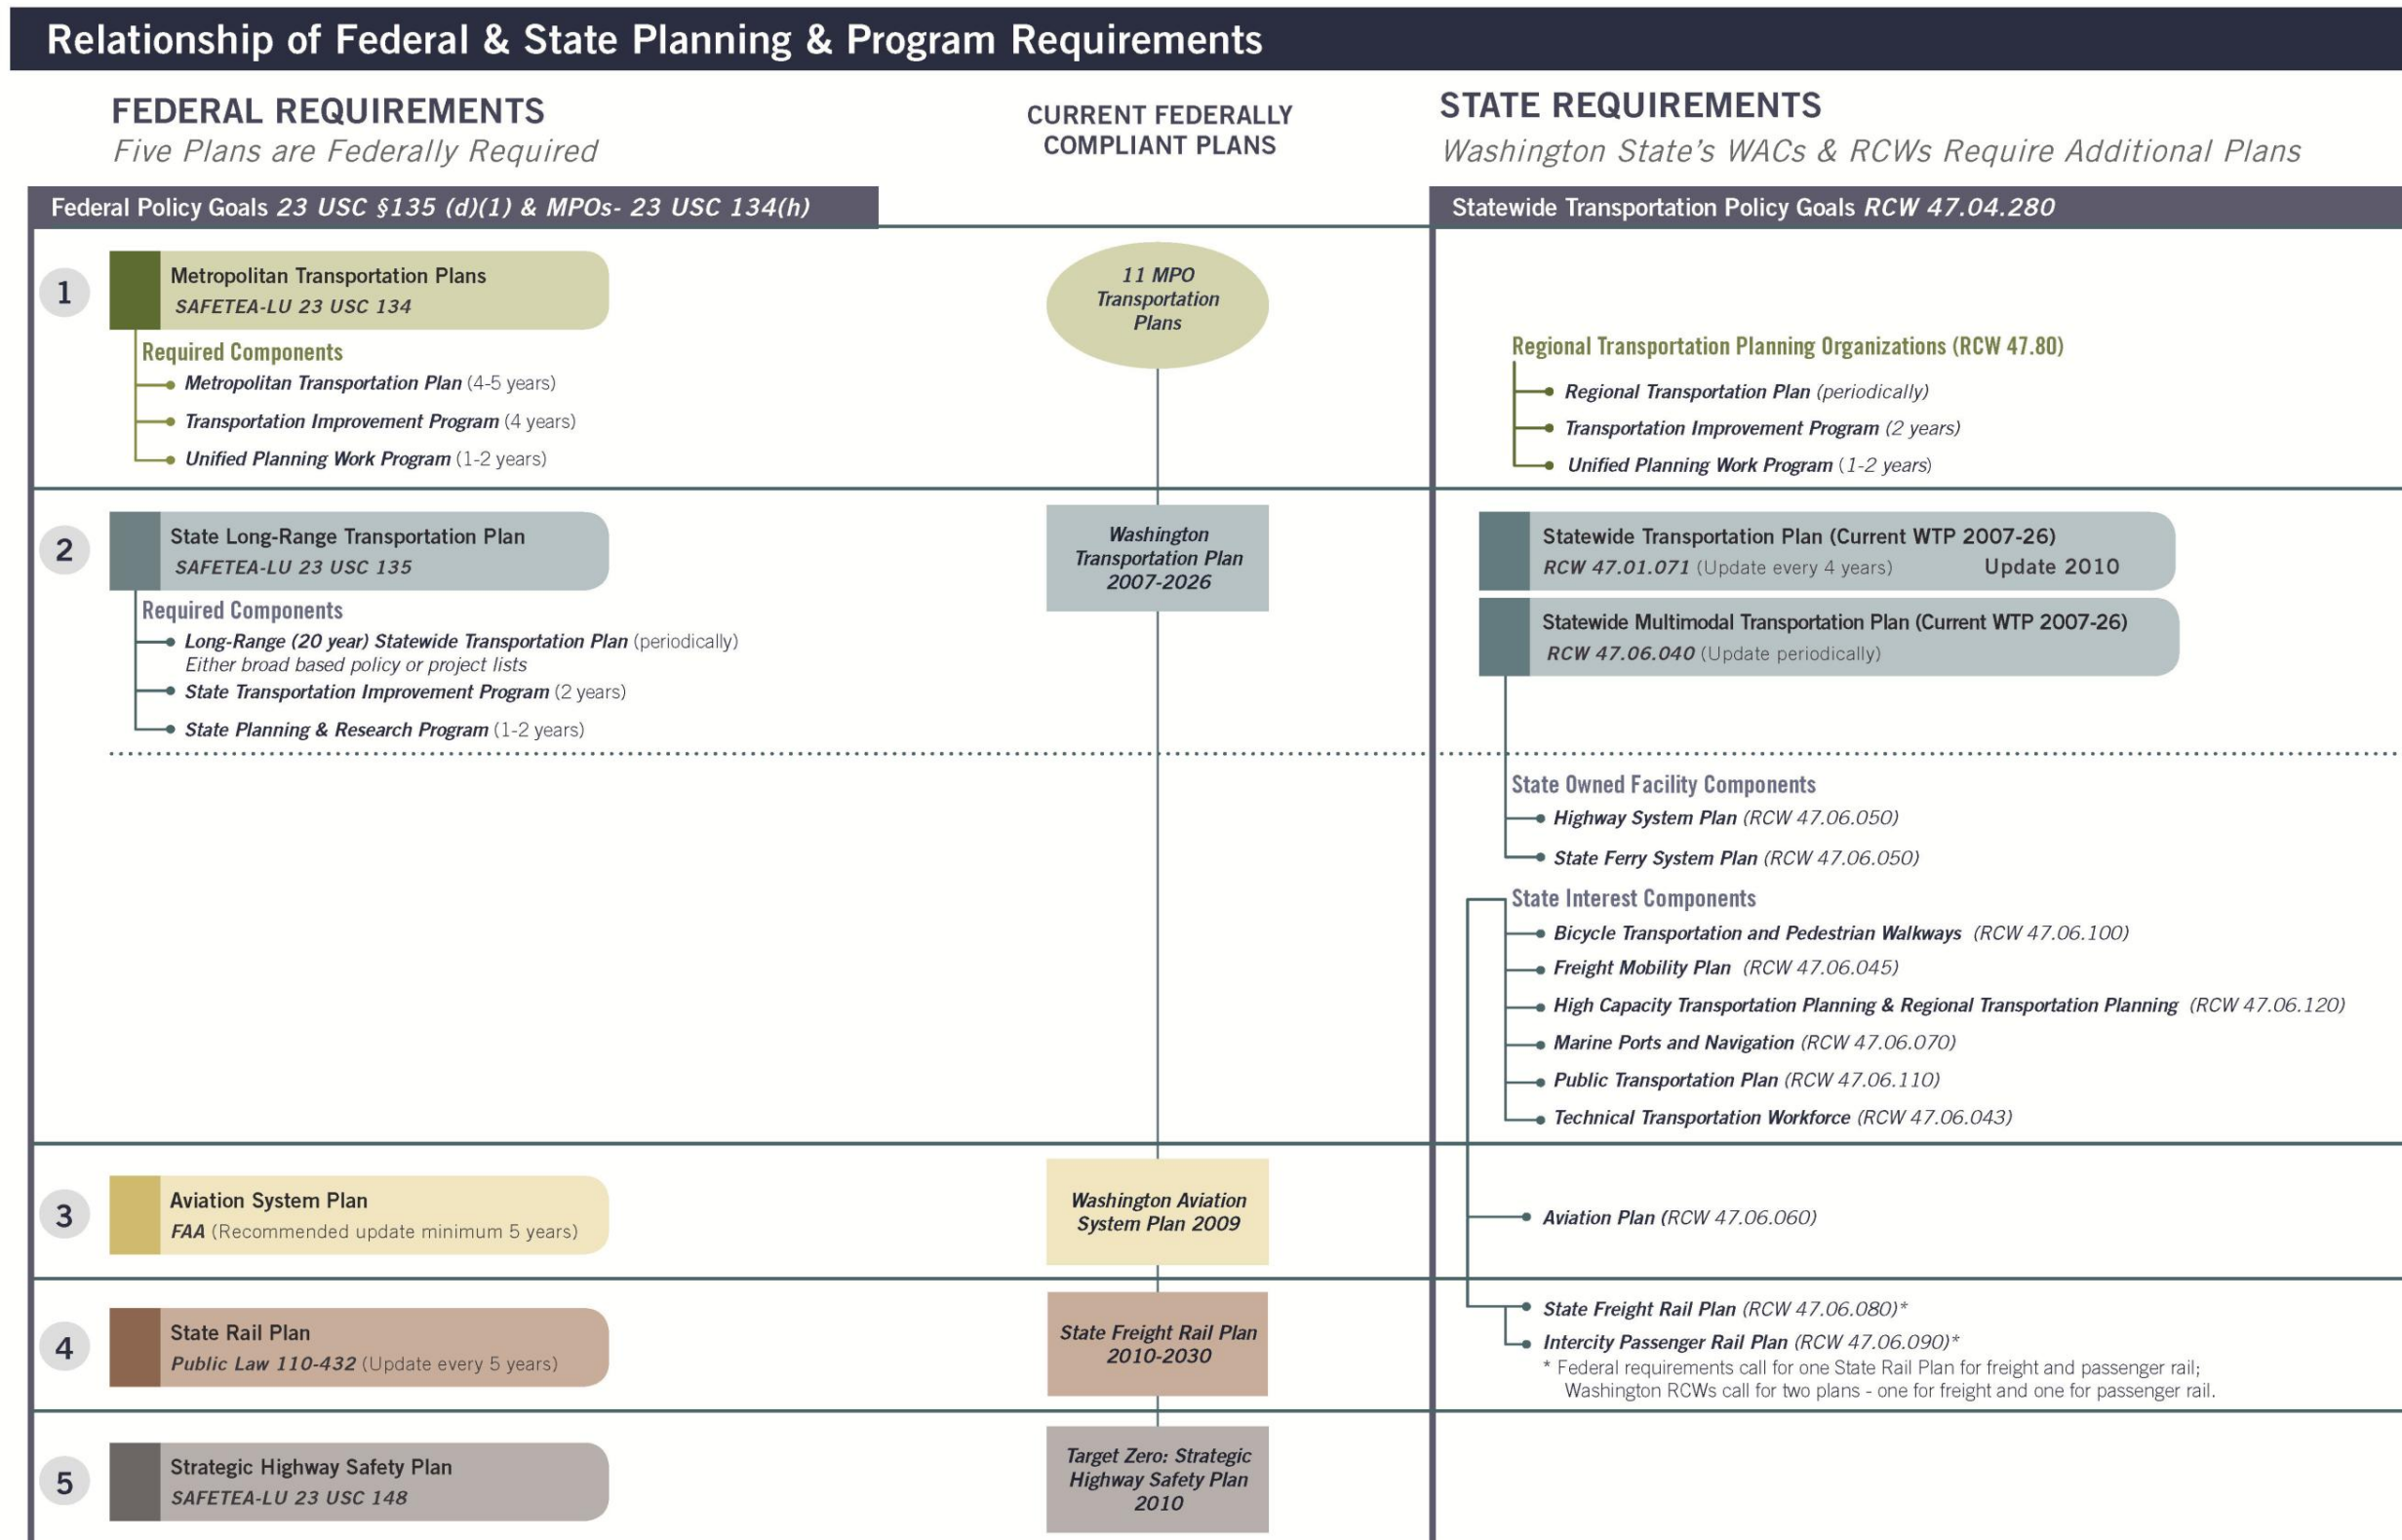 Relationship of Federal & State Planning & Program Requirements
FEDERAL REQUIREMENTS
Five Plans are Federally Required
CURRENT FEDERALLY
COMPLIANT PLANS
STATE REQUIREMENTS
Washington State's WACs & RCWs Require Additional Plans
Federal Policy Goals 23 USC §135 (d)(1) & MPOs- 23 USC 134(h)
Statewide Transportation Policy Goals RCW 47.04.280
1
Metropolitan Transportation Plans
SAFETEA-LU 23 USC 134
Required Components
Metropolitan Transportation Plan (4-5 years)
Transportation Improvement Program (4 years)
Unified Planning Work Program (1-2 years)
11 MPO
Transportation
Plans
Regional Transportation Planning Organizations (RCW 47.80)
Regional Transportation Plan (periodically)
Transportation Improvement Program (2 years)
Unified Planning Work Program (1-2 years)
2
State Long-Range Transportation Plan
SAFETEA-LU 23 USC 135
Required Components
Long-Range (20 year) Statewide Transportation Plan (periodically)
Either broad based policy or project lists
State Transportation Improvement Program (2 years)
State Planning & Research Program (1-2 years)
Washington
Transportation Plan
2007-2026
Statewide Transportation Plan (Current WTP 2007-26)
RCW 47.01.071 (Update every 4 years) Update 2010
Statewide Multimodal Transportation Plan (Current WTP 2007-26)
RCW 47.06.040 (Update periodically)
State Owned Facility Components
Highway System Plan (RCW 47.06.050)
State Ferry System Plan (RCW 47.06.050)
State Interest Components
Bicycle Transportation and Pedestrian Walkways (RCW 47.06.100)
Freight Mobility Plan (RCW 47.06.045)
High Capacity Transportation Planning & Regional Transportation Planning (RCW 47.06.120)
Marine Ports and Navigation (RCW 47.06.070)
Public Transportation Plan (RCW 47.06.110)
Technical Transportation Workforce (RCW 47.06.043)
3
Aviation System Plan
FAA (Recommended update minimum 5 years)
Washington Aviation
System Plan 2009
Aviation Plan (RCW 47.06.060)
4
State Rail Plan
Public Law 110-432 (Update every 5 years)
State Freight Rail Plan
2010-2030
State Freight Rail Plan (RCW 47.06.080)*
Intercity Passenger Rail Plan (RCW 47.06.090)*
* Federal requirements call for one State Rail Plan for freight and passenger rail;
Washington RCWs call for two plans - one for freight and one for passenger rail.
5
Strategic Highway Safety Plan
SAFETEA-LU 23 USC 148
Target Zero: Strategic
Highway Safety Plan
2010